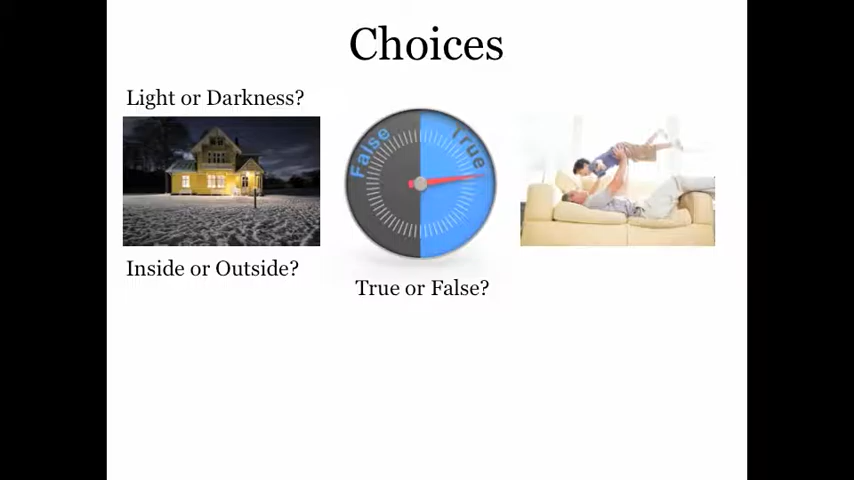 Choices
Light or Darkness?
False
True
Inside or Outside?
True or False?